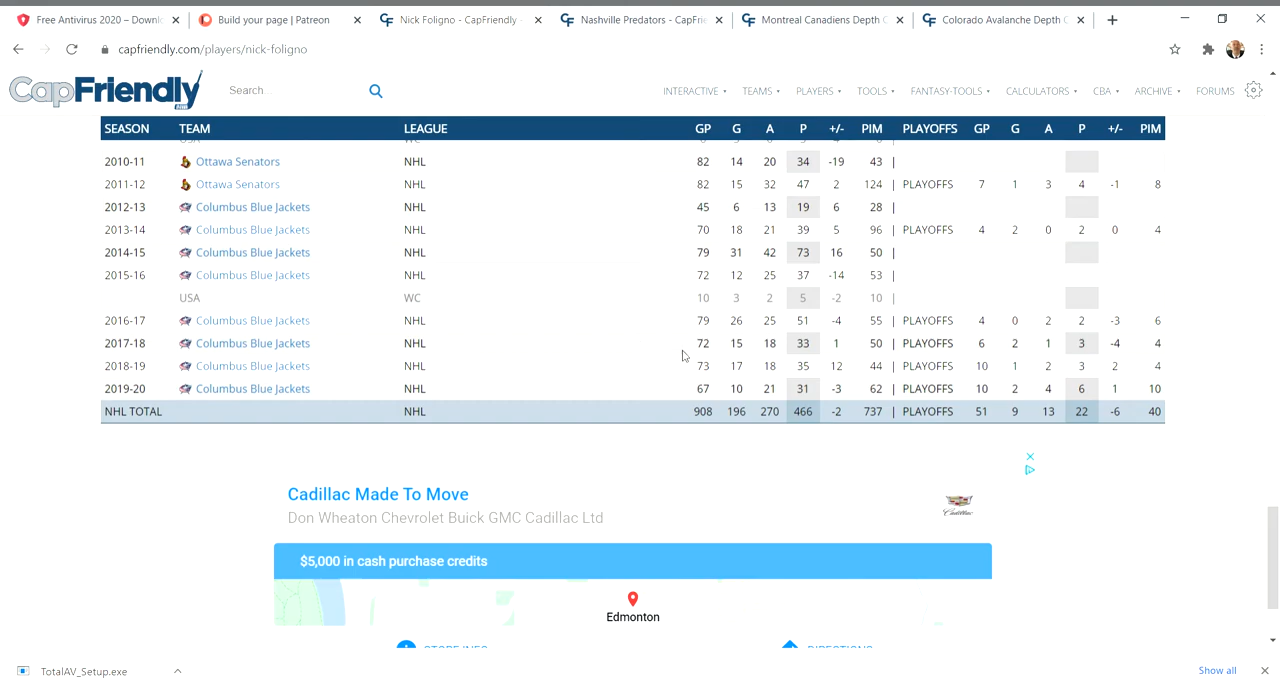 Free Antivirus 2020 – Downl
Build your page | Patreon
Nick Foligno - CapFriendly -
Nashville Predators - CapFri
Montreal Canadiens Depth C
Colorado Avalanche Depth C
capfriendly.com/players/nick-foligno
CapFriendly
Search...
INTERACTIVE TEAMS PLAYERS TOOLS FANTASY-TOOLS CALCULATORS CBA ARCHIVE FORUMS
SEASON TEAM LEAGUE GP G A P +/- PIM PLAYOFFS GP G A P +/- PIM
2010-11 Ottawa Senators NHL 82 14 20 34 -19 43 |
2011-12 Ottawa Senators NHL 82 15 32 47 2 124 | PLAYOFFS 7 1 3 4 -1 8
2012-13 Columbus Blue Jackets NHL 45 6 13 19 6 28 |
2013-14 Columbus Blue Jackets NHL 70 18 21 39 5 96 | PLAYOFFS 4 2 0 2 0 4
2014-15 Columbus Blue Jackets NHL 79 31 42 73 16 50 |
2015-16 Columbus Blue Jackets NHL 72 12 25 37 -14 53 |
USA WC 10 3 2 5 -2 10 |
2016-17 Columbus Blue Jackets NHL 79 26 25 51 -4 55 | PLAYOFFS 4 0 2 2 -3 6
2017-18 Columbus Blue Jackets NHL 72 15 18 33 1 50 | PLAYOFFS 6 2 1 3 -4 4
2018-19 Columbus Blue Jackets NHL 73 17 18 35 12 44 | PLAYOFFS 10 1 2 3 2 4
2019-20 Columbus Blue Jackets NHL 67 10 21 31 -3 62 | PLAYOFFS 10 2 4 6 1 10
NHL TOTAL NHL 908 196 270 466 -2 737 | PLAYOFFS 51 9 13 22 -6 40
Cadillac Made To Move
Don Wheaton Chevrolet Buick GMC Cadillac Ltd
Cadillac
$5,000 in cash purchase credits
Edmonton
STORE INFO
DIRECTIONS
TotalAV_Setup.exe
Show all